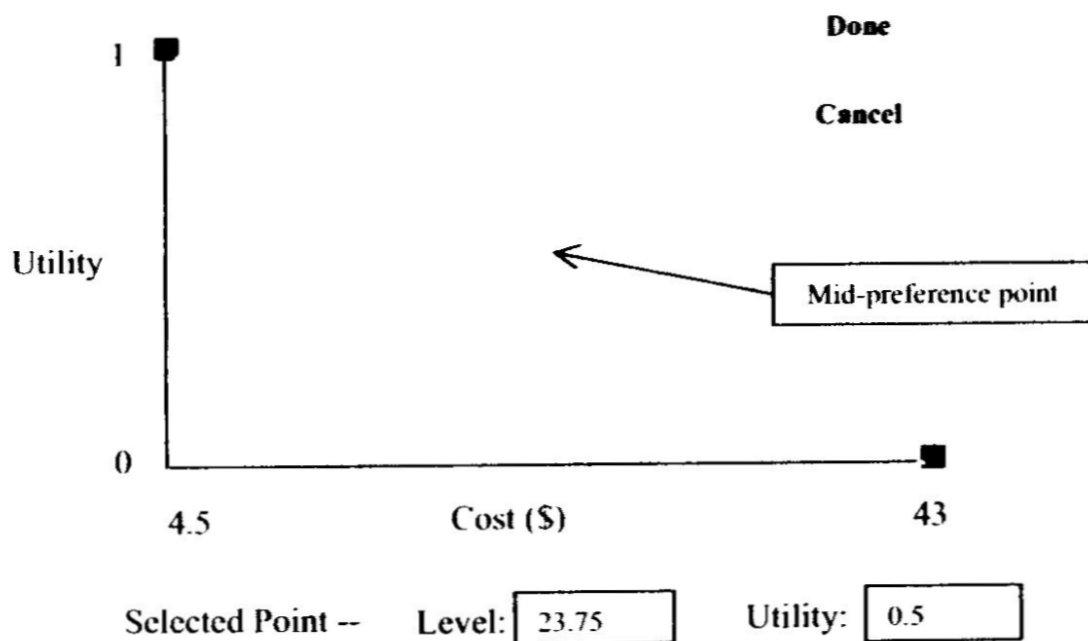 Done
1
Cancel
Utility
Mid-preference point
0
4.5 Cost ($) 43
Selected Point -- Level: 23.75 Utility: 0.5